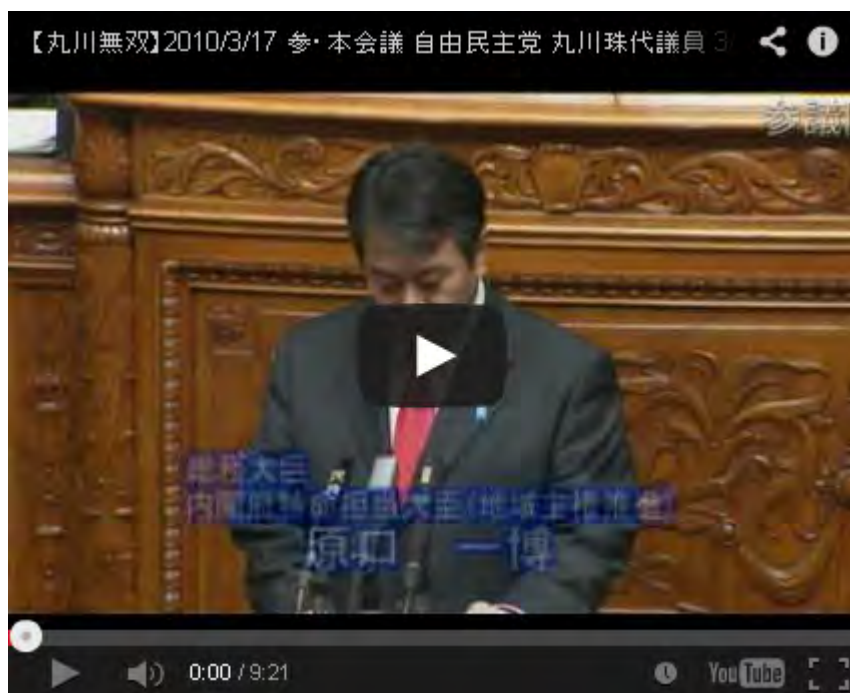 【丸川無双】2010/3/17 参・本会議 自由民主党 丸川珠代議員 3/
参議
総務大臣
内閣府特命担当大臣(地域主権推進)
原口 一博
0:00 / 9:21
YouTube